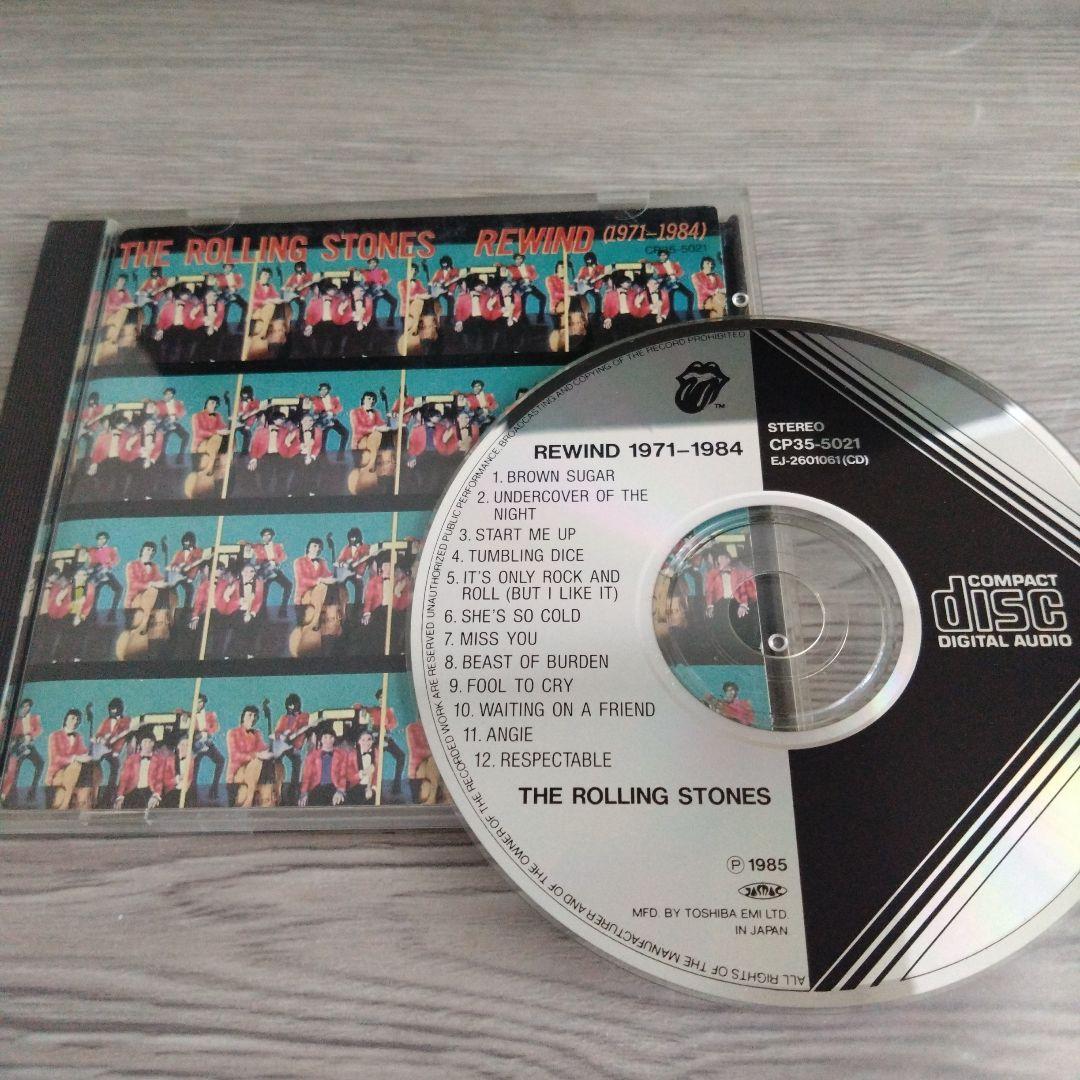 THE ROLLING STONES REWIND (1971–1984)
CP35-5021
REWIND 1971–1984
1. BROWN SUGAR
2. UNDERCOVER OF THE
NIGHT
3. START ME UP
4. TUMBLING DICE
5. IT'S ONLY ROCK AND
ROLL (BUT I LIKE IT)
6. SHE'S SO COLD
7. MISS YOU
8. BEAST OF BURDEN
9. FOOL TO CRY
10. WAITING ON A FRIEND
11. ANGIE
12. RESPECTABLE
THE ROLLING STONES
℗ 1985
JASRAC
MFD. BY TOSHIBA EMI LTD.
IN JAPAN
TM
STEREO
CP35-5021
EJ-2601061(CD)
COMPACT
disc
DIGITAL AUDIO
ALL RIGHTS OF THE MANUFACTURER AND OF THE OWNER OF THE RECORDED WORK ARE RESERVED UNAUTHORIZED PUBLIC PERFORMANCE, BROADCASTING AND COPYING OF THE RECORD PROHIBITED